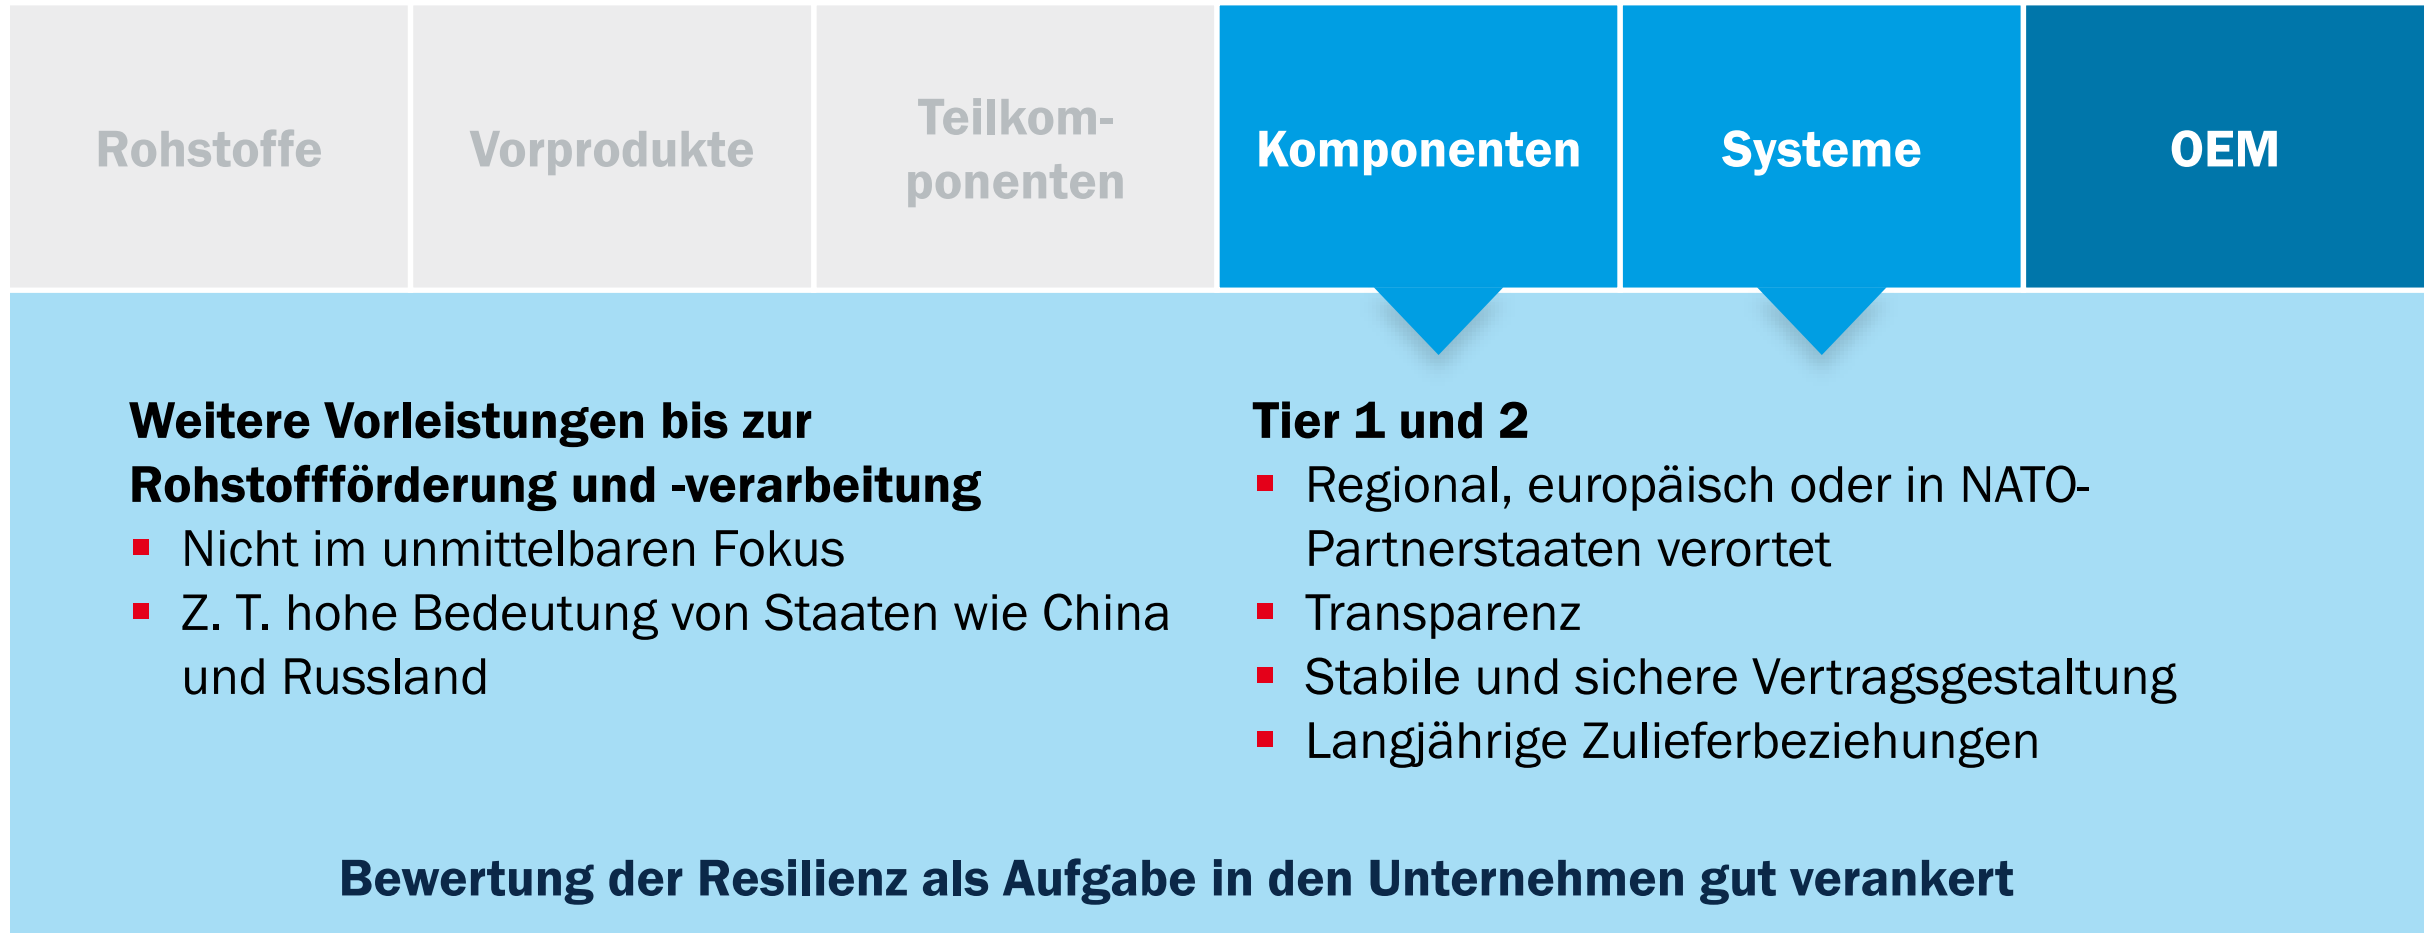 Rohstoffe
Vorprodukte
Teilkom-
ponenten
Komponenten
Systeme
OEM
Weitere Vorleistungen bis zur
Rohstoffförderung und -verarbeitung
▪ Nicht im unmittelbaren Fokus
▪ Z. T. hohe Bedeutung von Staaten wie China
und Russland
Tier 1 und 2
▪ Regional, europäisch oder in NATO-
Partnerstaaten verortet
▪ Transparenz
▪ Stabile und sichere Vertragsgestaltung
▪ Langjährige Zulieferbeziehungen
Bewertung der Resilienz als Aufgabe in den Unternehmen gut verankert